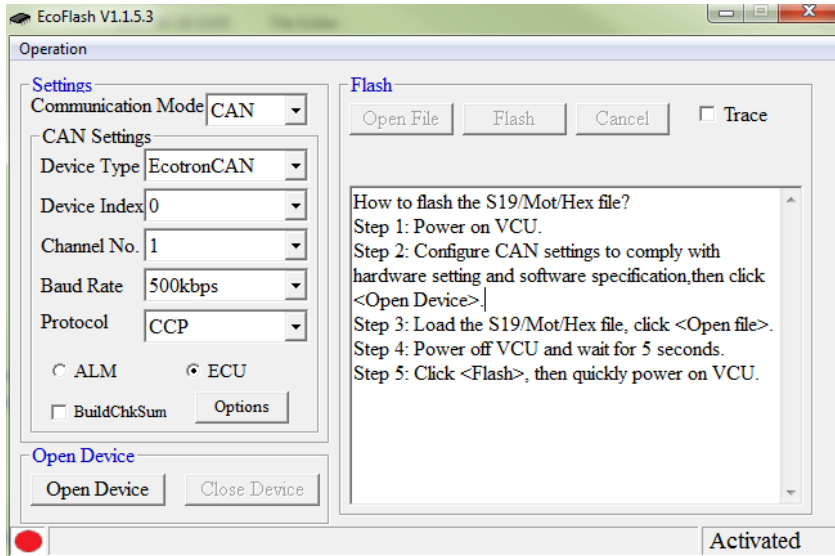 EcoFlash V1.1.5.3
Operation
Settings
Communication Mode CAN
CAN Settings
Device Type EcotronCAN
Device Index 0
Channel No. 1
Baud Rate 500kbps
Protocol CCP
ALM ECU
BuildChkSum Options
Open Device
Open Device Close Device
Flash
Open File Flash Cancel Trace
How to flash the S19/Mot/Hex file?
Step 1: Power on VCU.
Step 2: Configure CAN settings to comply with
hardware setting and software specification,then click
<Open Device>.
Step 3: Load the S19/Mot/Hex file, click <Open file>.
Step 4: Power off VCU and wait for 5 seconds.
Step 5: Click <Flash>, then quickly power on VCU.
Activated